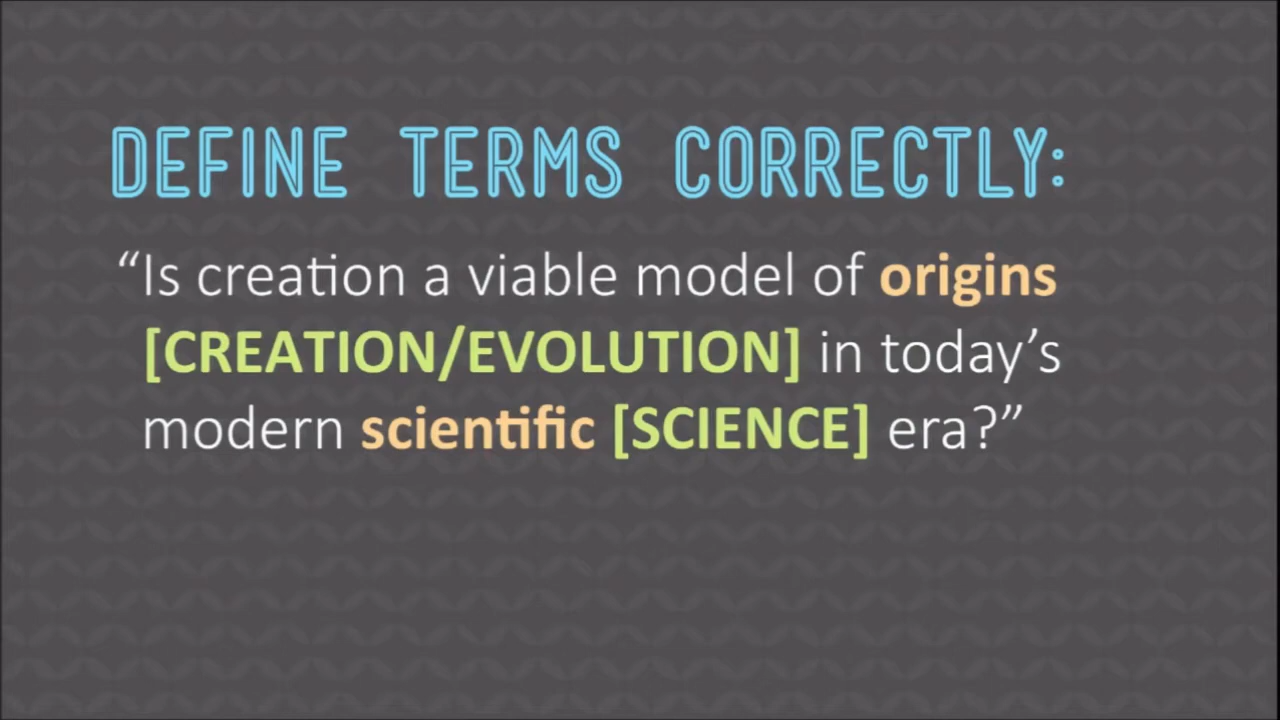 DEFINE TERMS CORRECTLY:
“Is creation a viable model of origins
[CREATION/EVOLUTION] in today’s
modern scientific [SCIENCE] era?”